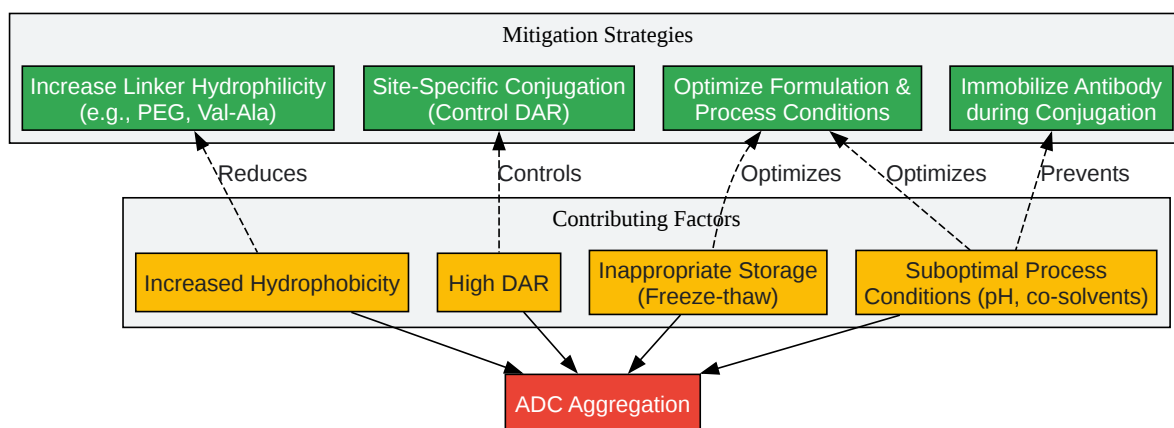 Mitigation Strategies
Increase Linker Hydrophilicity
(e.g., PEG, Val-Ala)
Site-Specific Conjugation
(Control DAR)
Optimize Formulation &
Process Conditions
Immobilize Antibody
during Conjugation
Reduces
Controls
Optimizes
Optimizes
Prevents
Contributing Factors
Increased Hydrophobicity
High DAR
Inappropriate Storage
(Freeze-thaw)
Suboptimal Process
Conditions (pH, co-solvents)
ADC Aggregation